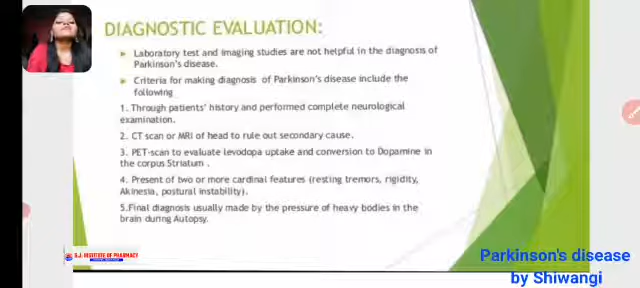 DIAGNOSTIC EVALUATION:
Laboratory test and imaging studies are not helpful in the diagnosis of
Parkinson's disease.
Criteria for making diagnosis of Parkinson's disease include the
following
1. Through patients' history and performed complete neurological
examination.
2. CT scan or MRI of head to rule out secondary cause.
3. PET-scan to evaluate levodopa uptake and conversion to Dopamine in
the corpus Striatum .
4. Present of two or more cardinal features (resting tremors, rigidity,
Akinesia, postural instability).
5.Final diagnosis usually made by the pressure of heavy bodies in the
brain during Autopsy.
INSTITUTE OF PHARMACY
Parkinson's disease
by Shiwangi